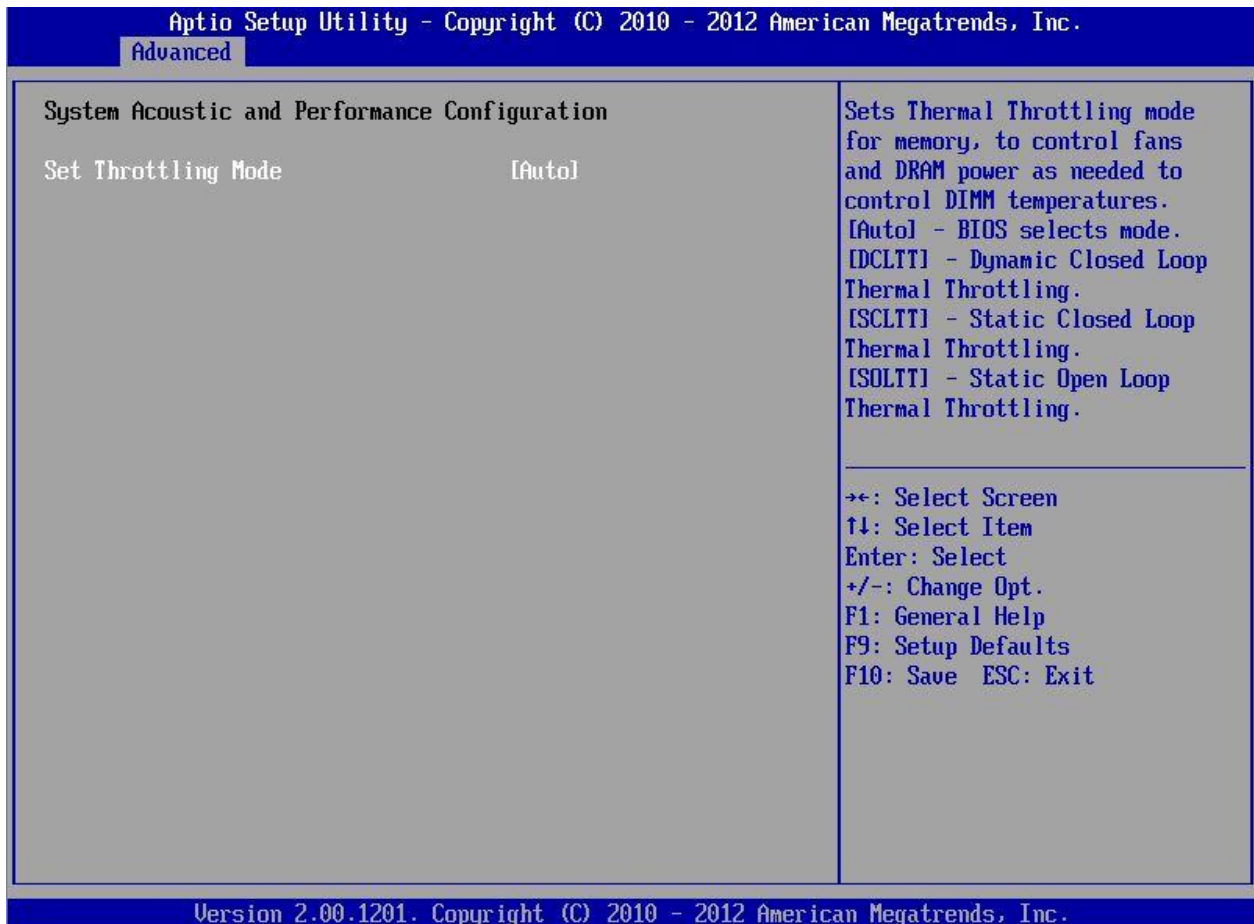 Aptio Setup Utility - Copyright (C) 2010 - 2012 American Megatrends, Inc.
Advanced
System Acoustic and Performance Configuration
Set Throttling Mode [Auto]
Sets Thermal Throttling mode
for memory, to control fans
and DRAM power as needed to
control DIMM temperatures.
[Auto] - BIOS selects mode.
[DCLTT] - Dynamic Closed Loop
Thermal Throttling.
[SCLTT] - Static Closed Loop
Thermal Throttling.
[SOLTT] - Static Open Loop
Thermal Throttling.
→←: Select Screen
↑↓: Select Item
Enter: Select
+/-: Change Opt.
F1: General Help
F9: Setup Defaults
F10: Save ESC: Exit
Version 2.00.1201. Copyright (C) 2010 - 2012 American Megatrends, Inc.